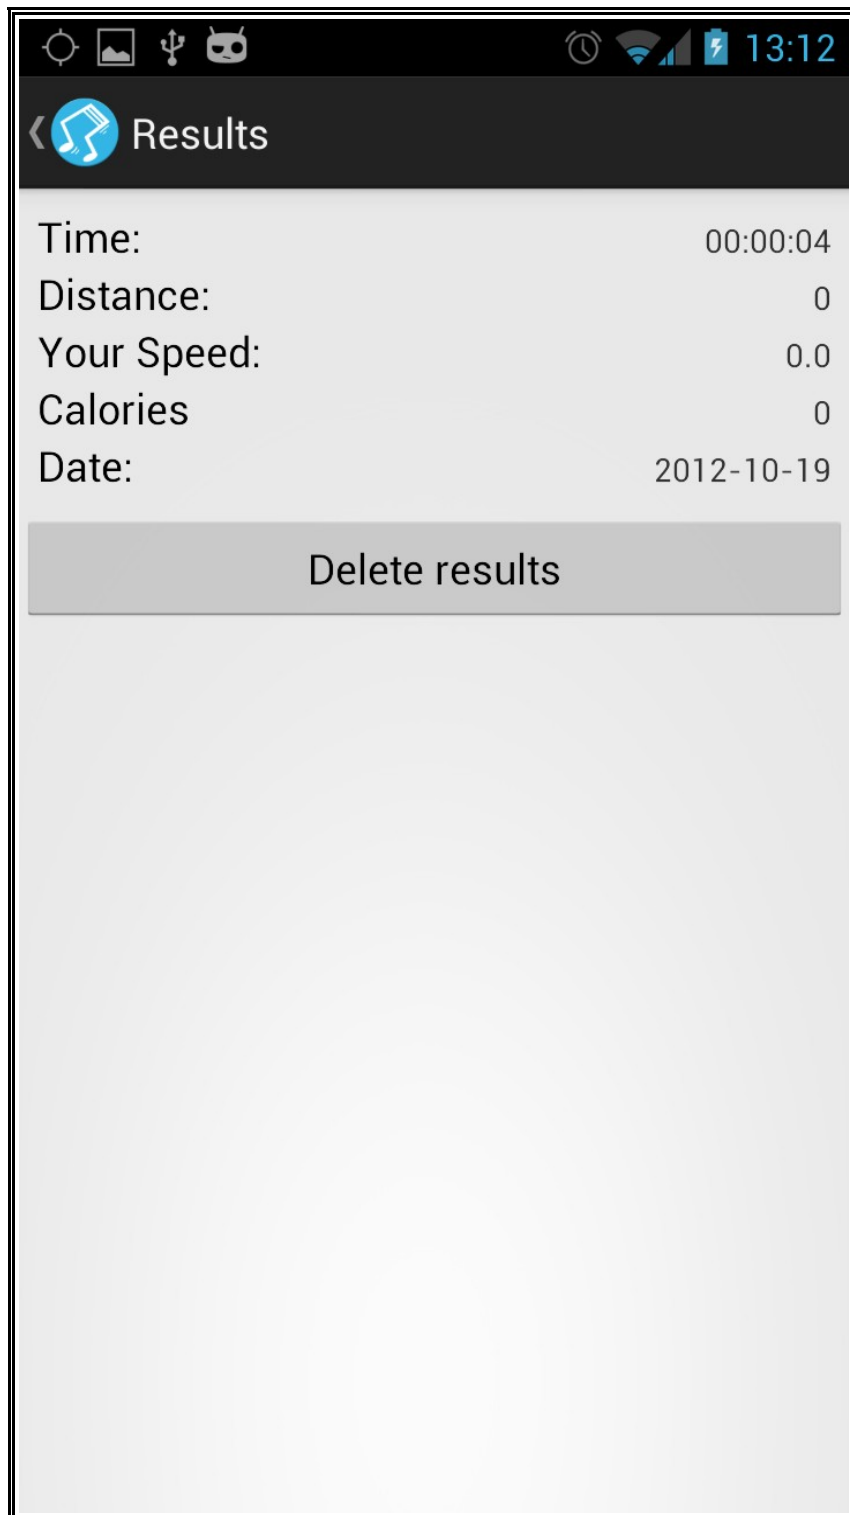 13:12
Results
Time: 00:00:04
Distance: 0
Your Speed: 0.0
Calories 0
Date: 2012-10-19
Delete results